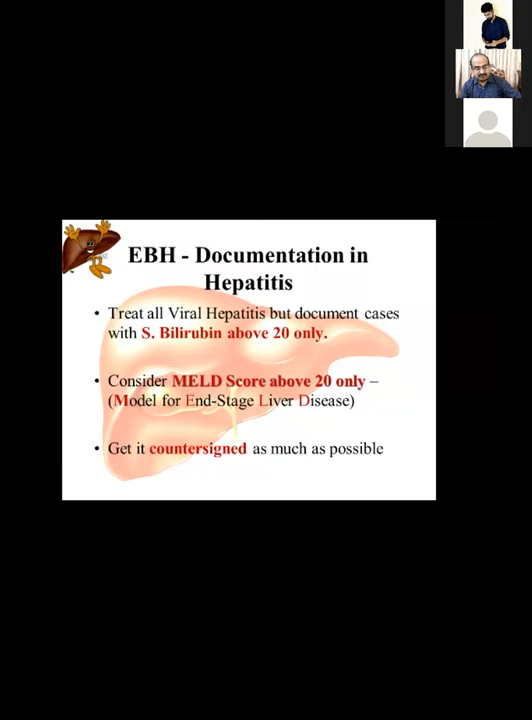 EBH - Documentation in
Hepatitis
• Treat all Viral Hepatitis but document cases
with S. Bilirubin above 20 only.
• Consider MELD Score above 20 only –
(Model for End-Stage Liver Disease)
• Get it countersigned as much as possible